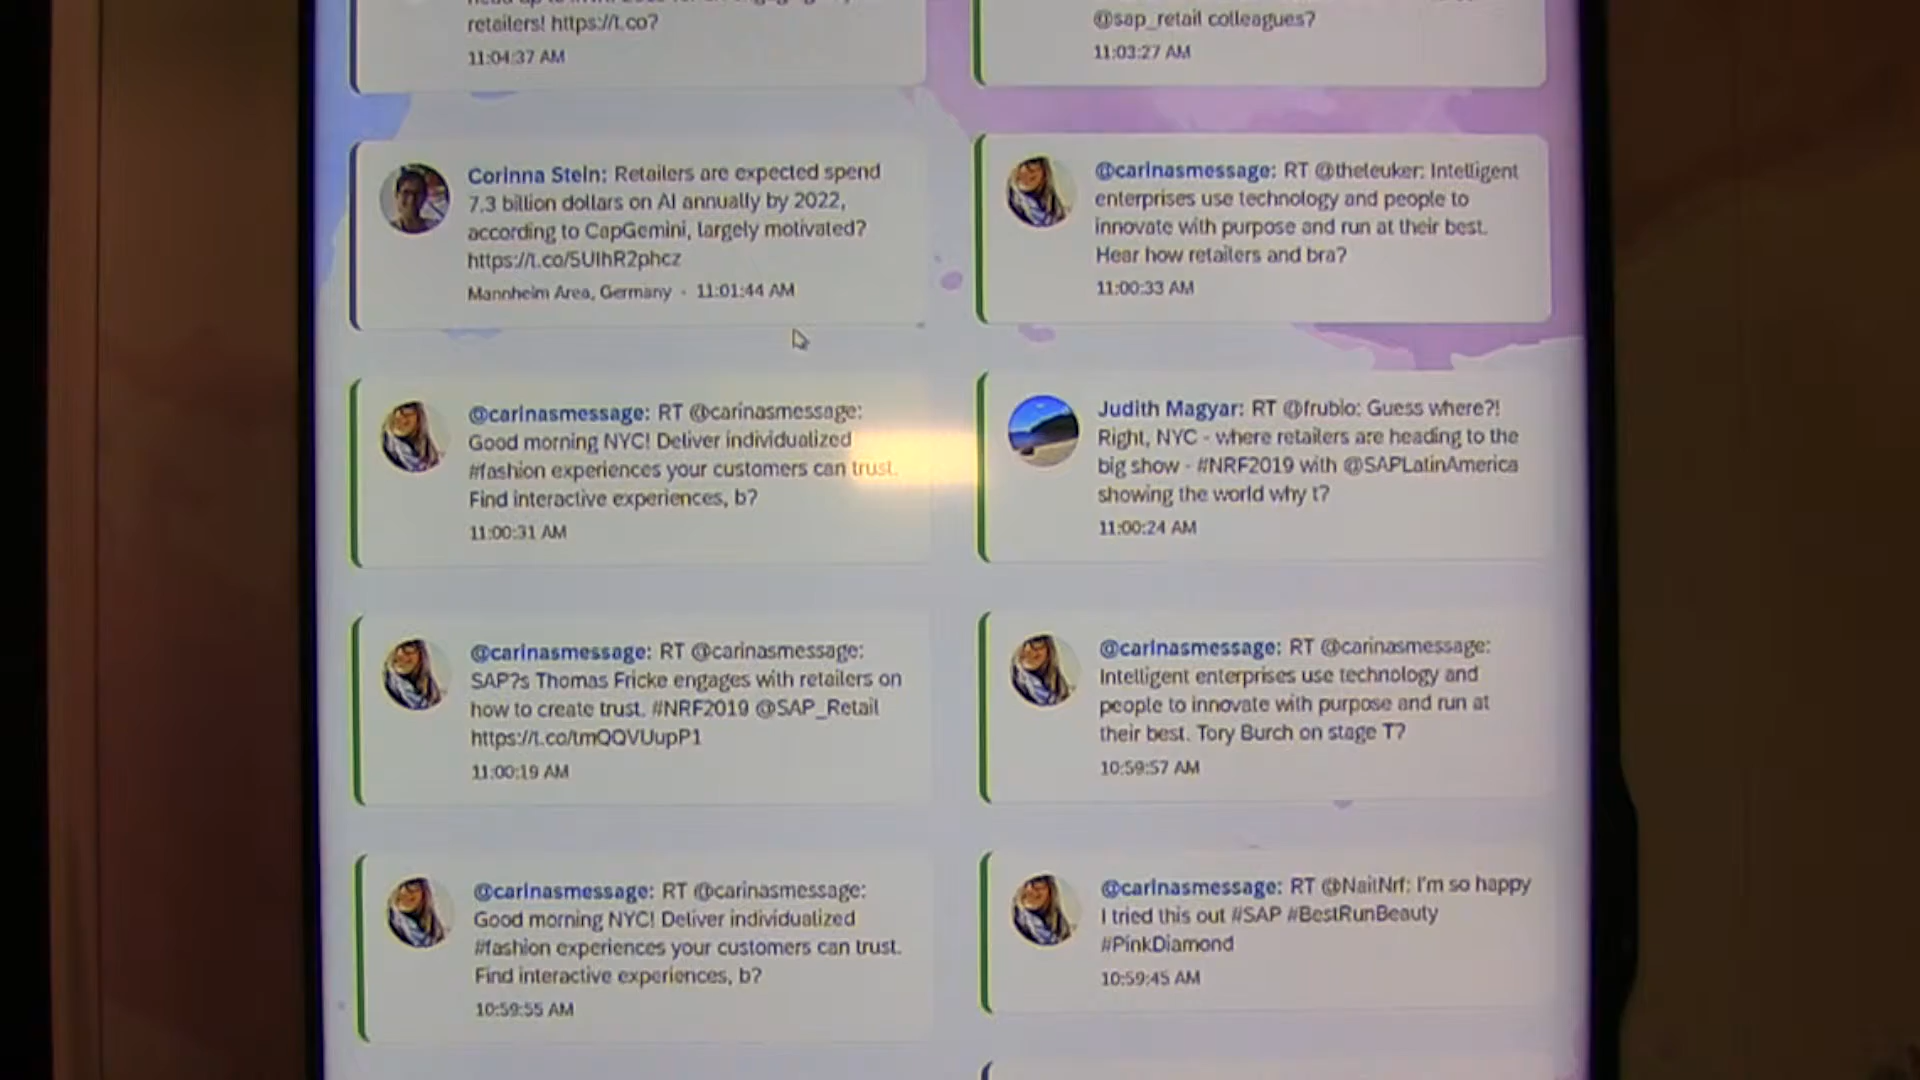 retailers! https://t.co?
11:04:37 AM
@sap_retail colleagues?
11:03:27 AM
Corinna Stein: Retailers are expected spend
7.3 billion dollars on AI annually by 2022,
according to CapGemini, largely motivated?
https://t.co/5UIhR2phcz
Mannheim Area, Germany - 11:01:44 AM
@carinasmessage: RT @theleuker: Intelligent
enterprises use technology and people to
innovate with purpose and run at their best.
Hear how retailers and bra?
11:00:33 AM
@carinasmessage: RT @carinasmessage:
Good morning NYC! Deliver individualized
#fashion experiences your customers can trust.
Find interactive experiences, b?
11:00:31 AM
Judith Magyar: RT @frubio: Guess where?!
Right, NYC - where retailers are heading to the
big show - #NRF2019 with @SAPLatinAmerica
showing the world why t?
11:00:24 AM
@carinasmessage: RT @carinasmessage:
SAP?s Thomas Fricke engages with retailers on
how to create trust. #NRF2019 @SAP_Retail
https://t.co/tmQQVUupP1
11:00:19 AM
@carinasmessage: RT @carinasmessage:
Intelligent enterprises use technology and
people to innovate with purpose and run at
their best. Tory Burch on stage T?
10:59:57 AM
@carinasmessage: RT @carinasmessage:
Good morning NYC! Deliver individualized
#fashion experiences your customers can trust.
Find interactive experiences, b?
10:59:55 AM
@carinasmessage: RT @NaitNrf: I'm so happy
I tried this out #SAP #BestRunBeauty
#PinkDiamond
10:59:45 AM